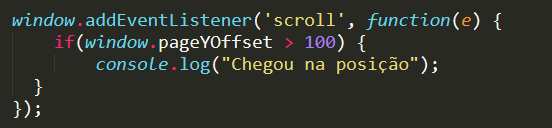 window.addEventListener('scroll', function(e) {
    if(window.pageYOffset > 100) {
        console.log("Chegou na posição");
  }
});